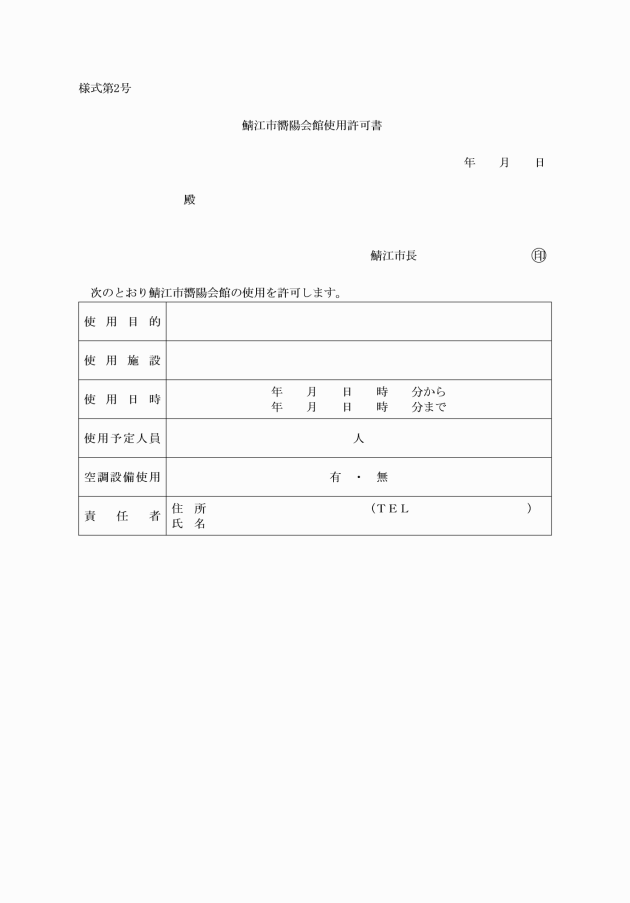 様式第2号
鯖江市嚮陽会館使用許可書
年　月　日
殿
鯖江市長　㊞
次のとおり鯖江市嚮陽会館の使用を許可します。
使用目的
使用施設
使用日時　年　月　日　時　分から
年　月　日　時　分まで
使用予定人員　人
空調設備使用　有・無
責任者　住所　（ＴＥＬ　）
氏名